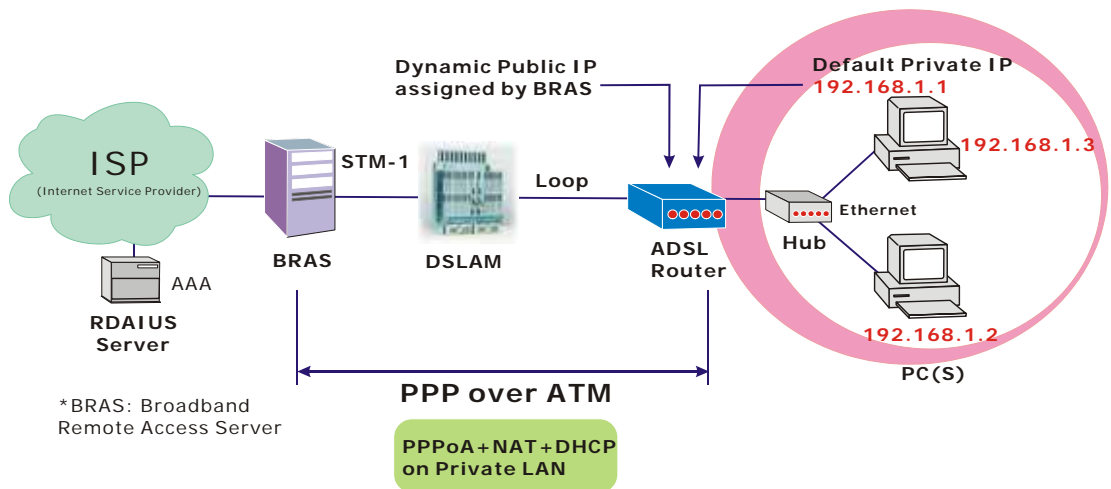 Dynamic Public IP
assigned by BRAS
Default Private IP
192.168.1.1
192.168.1.3
ISP
(Internet Service Provider)
STM-1
Loop
Ethernet
Hub
BRAS
DSLAM
ADSL
Router
AAA
RDAIUS
Server
192.168.1.2
PC(S)
PPP over ATM
*BRAS: Broadband
Remote Access Server
PPPoA+NAT+DHCP
on Private LAN